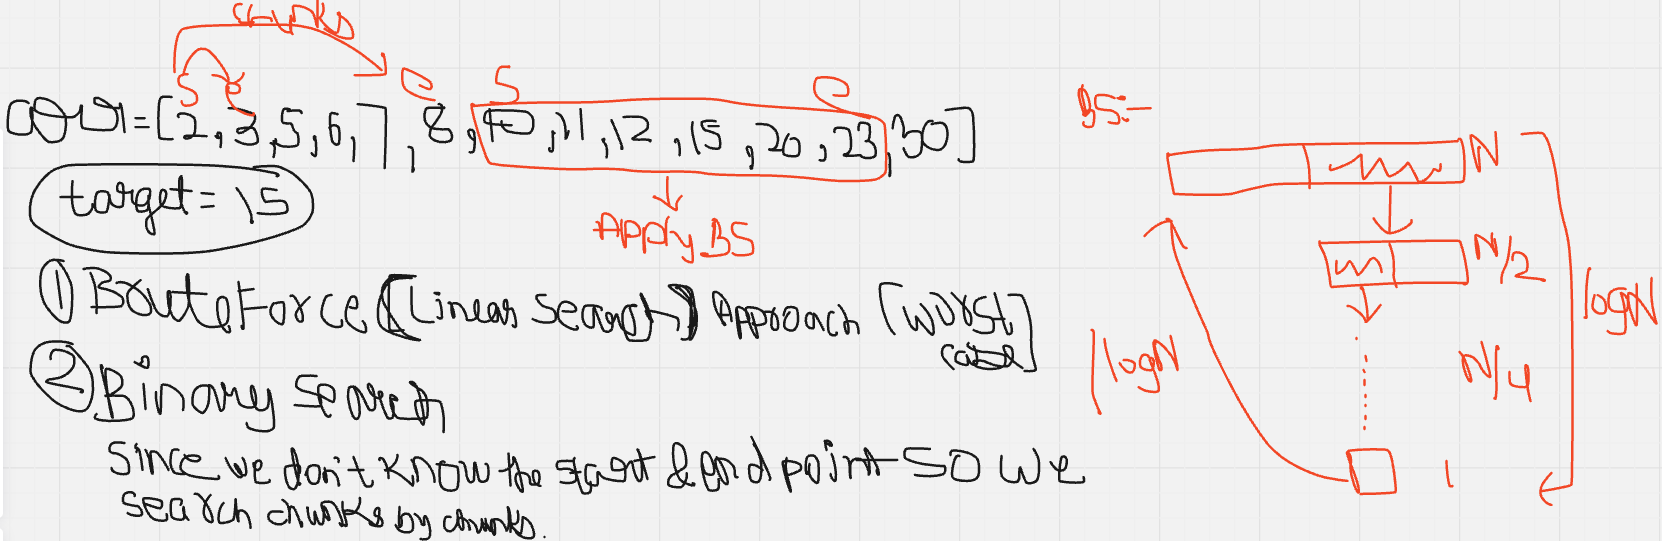 chunks
S e e S e
arr=[2,3,5,6,7,8,10,11,12,15,20,23,30]
target=15
Apply BS
① BruteForce (Linear search) Approach [worst case]
② Binary Search
Since we don't know the start & end point so we
search chunks by chunks.
BS:-
N
N/2
N/4
1
logN
logN